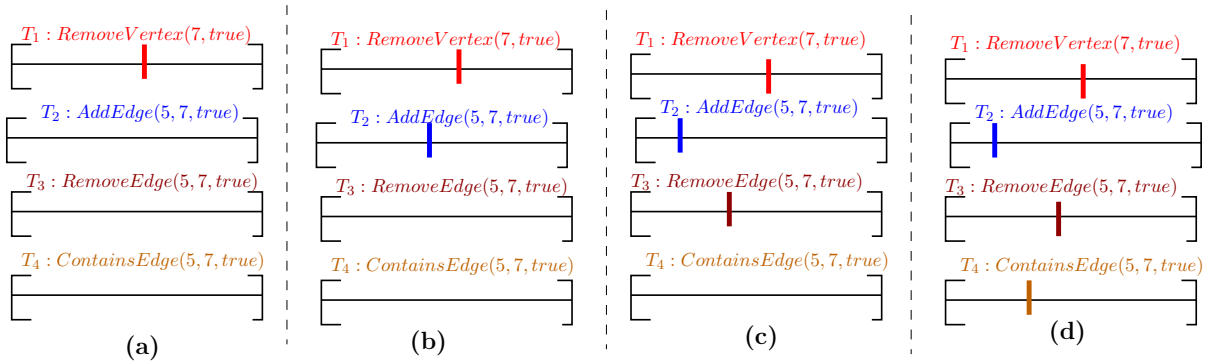 T₁ : RemoveVertex(7, true)
T₂ : AddEdge(5, 7, true)
T₃ : RemoveEdge(5, 7, true)
T₄ : ContainsEdge(5, 7, true)
(a)
T₁ : RemoveVertex(7, true)
T₂ : AddEdge(5, 7, true)
T₃ : RemoveEdge(5, 7, true)
T₄ : ContainsEdge(5, 7, true)
(b)
T₁ : RemoveVertex(7, true)
T₂ : AddEdge(5, 7, true)
T₃ : RemoveEdge(5, 7, true)
T₄ : ContainsEdge(5, 7, true)
(c)
T₁ : RemoveVertex(7, true)
T₂ : AddEdge(5, 7, true)
T₃ : RemoveEdge(5, 7, true)
T₄ : ContainsEdge(5, 7, true)
(d)